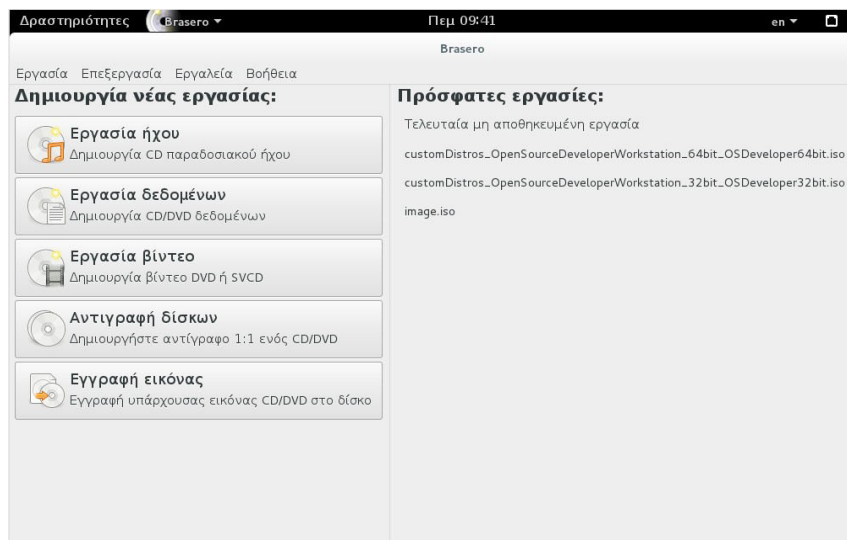 Δραστηριότητες Brasero Πεμ 09:41 en
Brasero
Εργασία Επεξεργασία Εργαλεία Βοήθεια
Δημιουργία νέας εργασίας:
Εργασία ήχου
Δημιουργία CD παραδοσιακού ήχου
Εργασία δεδομένων
Δημιουργία CD/DVD δεδομένων
Εργασία βίντεο
Δημιουργία βίντεο DVD ή SVCD
Αντιγραφή δίσκων
Δημιουργήστε αντίγραφο 1:1 ενός CD/DVD
Εγγραφή εικόνας
Εγγραφή υπάρχουσας εικόνας CD/DVD στο δίσκο
Πρόσφατες εργασίες:
Τελευταία μη αποθηκευμένη εργασία
customDistros_OpenSourceDeveloperWorkstation_64bit_OSDeveloper64bit.iso
customDistros_OpenSourceDeveloperWorkstation_32bit_OSDeveloper32bit.iso
image.iso